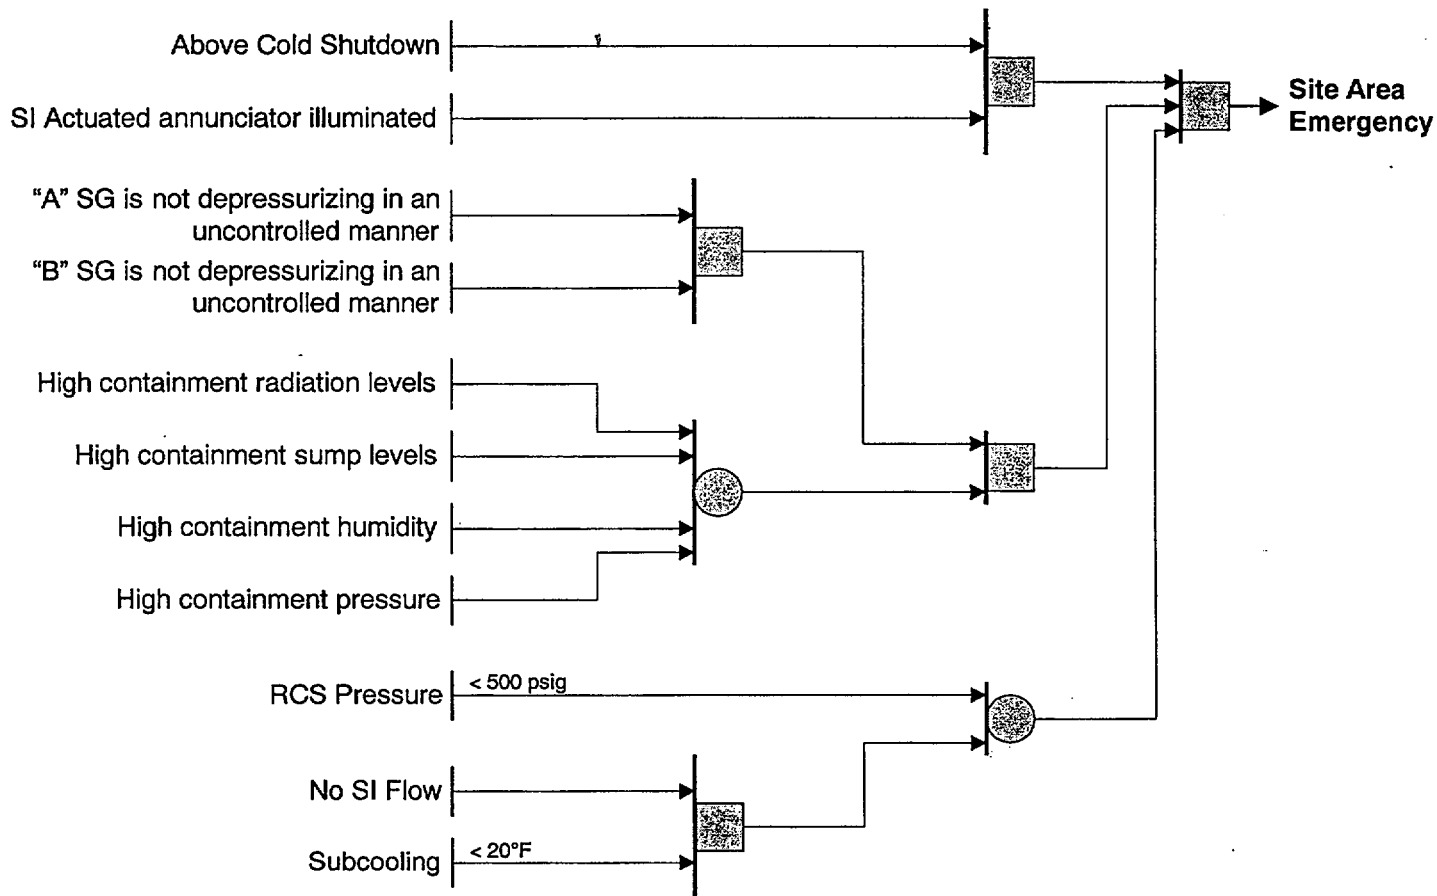 Above Cold Shutdown
SI Actuated annunciator illuminated
Site Area
Emergency
“A” SG is not depressurizing in an
uncontrolled manner
“B” SG is not depressurizing in an
uncontrolled manner
High containment radiation levels
High containment sump levels
High containment humidity
High containment pressure
RCS Pressure
< 500 psig
No SI Flow
Subcooling
< 20°F